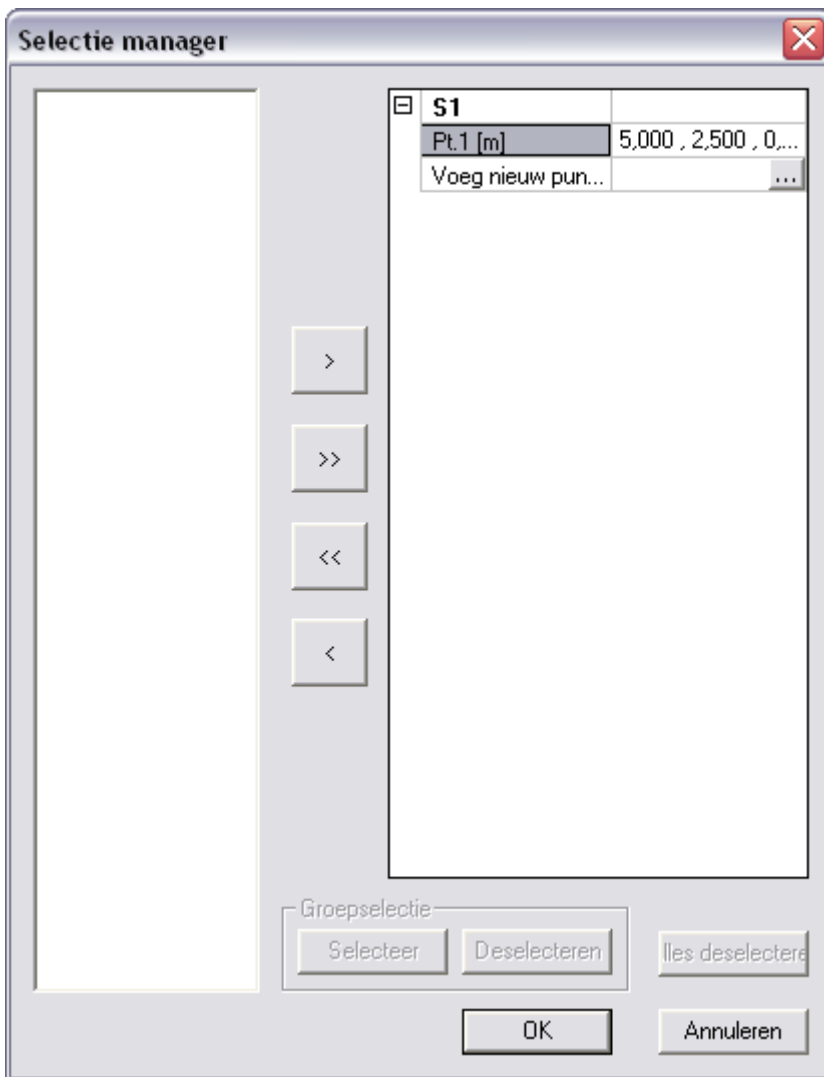 Selectie manager
S1
Pt.1 [m] 5,000 , 2,500 , 0,...
Voeg nieuw pun... ...
>
>>
<<
<
Groepselectie
Selecteer Deselecteren lles deselectere
OK Annuleren